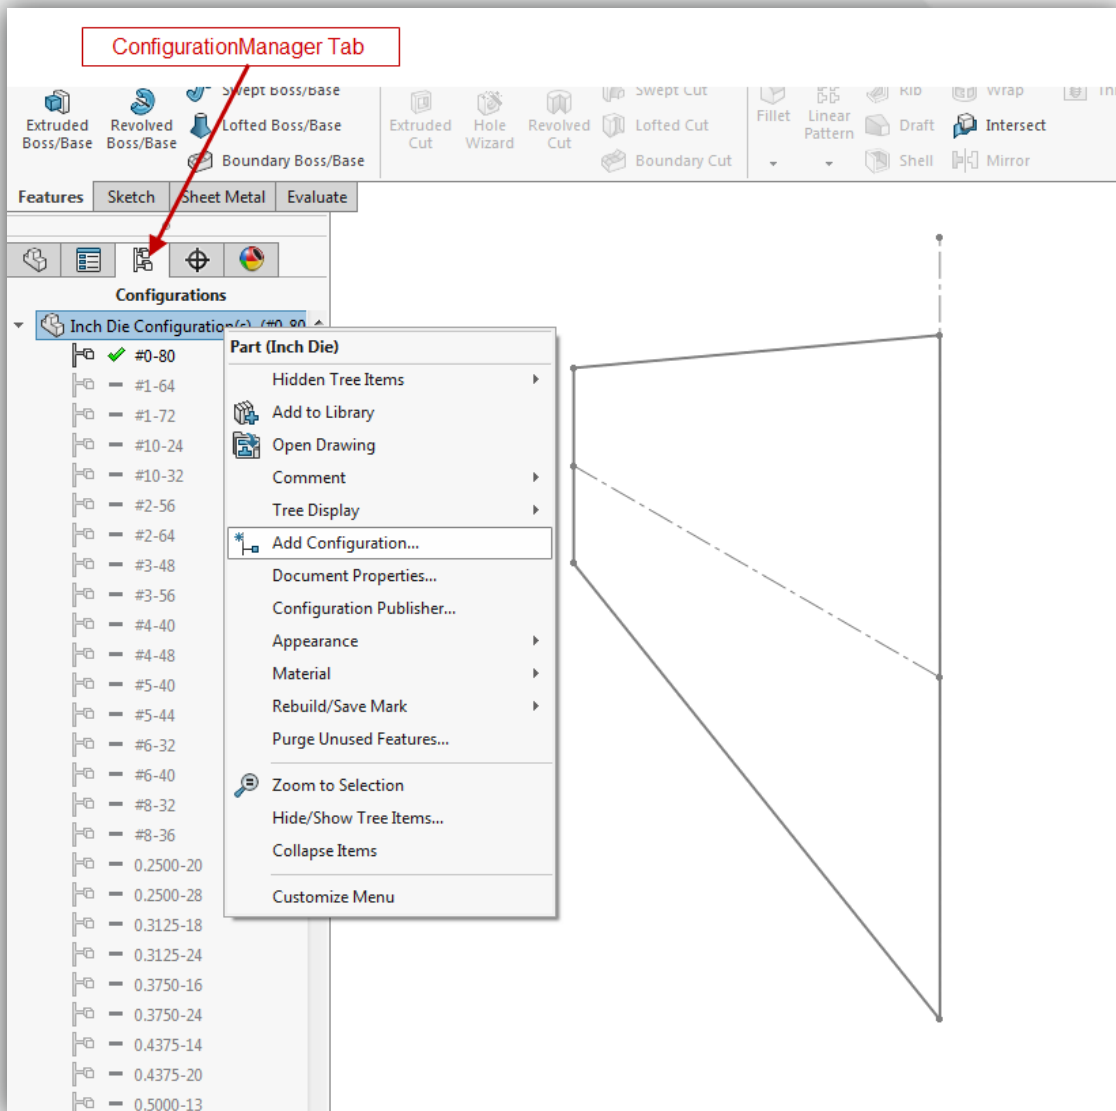 ConfigurationManager Tab
Swept Boss/Base
Swept Cut
Rib
Wrap
Extruded Boss/Base
Revolved Boss/Base
Lofted Boss/Base
Extruded Cut
Hole Wizard
Revolved Cut
Lofted Cut
Fillet
Linear Pattern
Draft
Intersect
Boundary Boss/Base
Boundary Cut
Shell
Mirror
Features
Sketch
Sheet Metal
Evaluate
Configurations
Inch Die Configuration(s) (#0-80
#0-80
#1-64
#1-72
#10-24
#10-32
#2-56
#2-64
#3-48
#3-56
#4-40
#4-48
#5-40
#5-44
#6-32
#6-40
#8-32
#8-36
0.2500-20
0.2500-28
0.3125-18
0.3125-24
0.3750-16
0.3750-24
0.4375-14
0.4375-20
0.5000-13
Part (Inch Die)
Hidden Tree Items
Add to Library
Open Drawing
Comment
Tree Display
Add Configuration...
Document Properties...
Configuration Publisher...
Appearance
Material
Rebuild/Save Mark
Purge Unused Features...
Zoom to Selection
Hide/Show Tree Items...
Collapse Items
Customize Menu